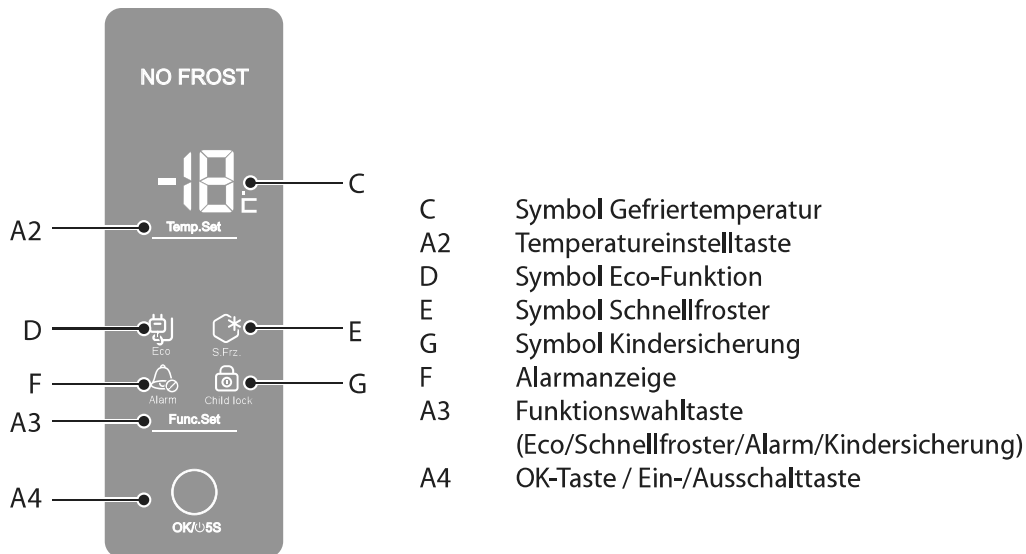 NO FROST
-18
C
A2
Temp.Set
D
E
Eco
S.Frz.
F
G
Alarm
Child lock
A3
Func.Set
A4
OK/⏻5S
C Symbol Gefriertemperatur
A2 Temperatureinstelltaste
D Symbol Eco-Funktion
E Symbol Schnellfroster
G Symbol Kindersicherung
F Alarmanzeige
A3 Funktionswahltaste
(Eco/Schnellfroster/Alarm/Kindersicherung)
A4 OK-Taste / Ein-/Ausschalttaste